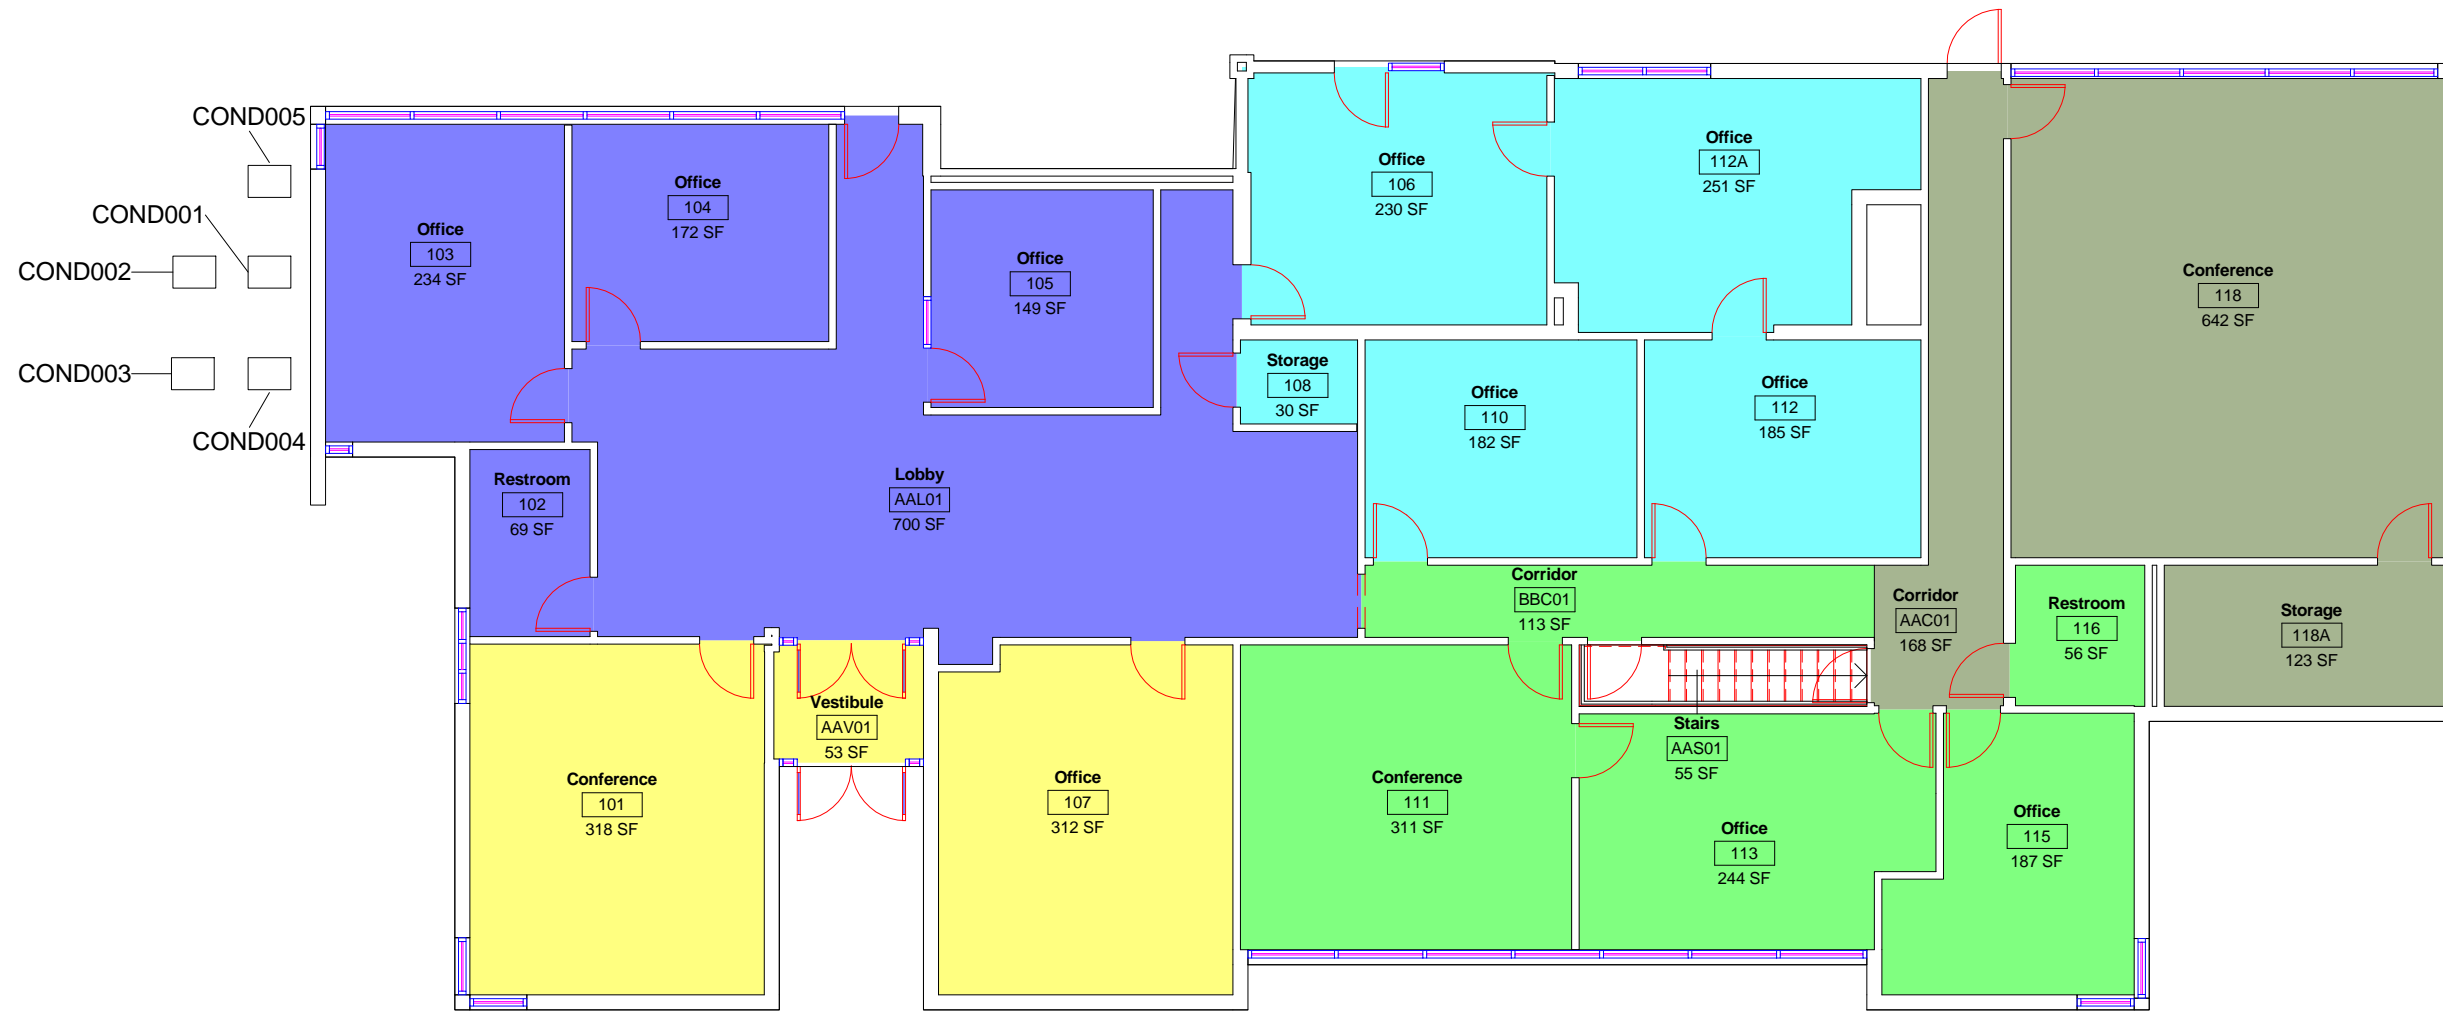 COND005
COND001
COND002
COND003
COND004
Office
103
234 SF
Office
104
172 SF
Office
105
149 SF
Office
106
230 SF
Office
112A
251 SF
Conference
118
642 SF
Storage
108
30 SF
Office
110
182 SF
Office
112
185 SF
Restroom
102
69 SF
Lobby
AAL01
700 SF
Corridor
BBC01
113 SF
Corridor
AAC01
168 SF
Restroom
116
56 SF
Storage
118A
123 SF
Vestibule
AAV01
53 SF
Stairs
AAS01
55 SF
Conference
101
318 SF
Office
107
312 SF
Conference
111
311 SF
Office
113
244 SF
Office
115
187 SF